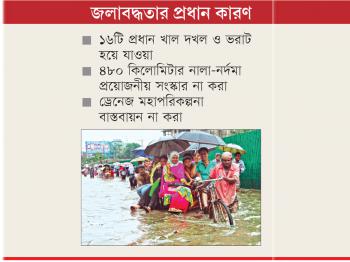 জলাবদ্ধতার প্রধান কারণ
১৬টি প্রধান খাল দখল ও ভরাট
হয়ে যাওয়া
৪৮০ কিলোমিটার নালা-নর্দমা
প্রয়োজনীয় সংস্কার না করা
ড্রেনেজ মহাপরিকল্পনা
বাস্তবায়ন না করা